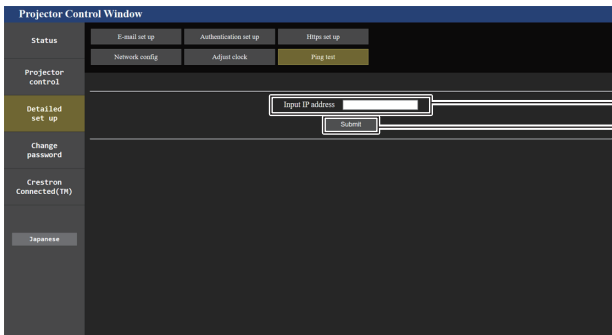 Projector Control Window
Status
E-mail set up
Authentication set up
Https set up
Network config
Adjust clock
Ping test
Projector
control
Detailed
set up
Input IP address
Submit
Change
password
Crestron
Connected(TM)
Japanese